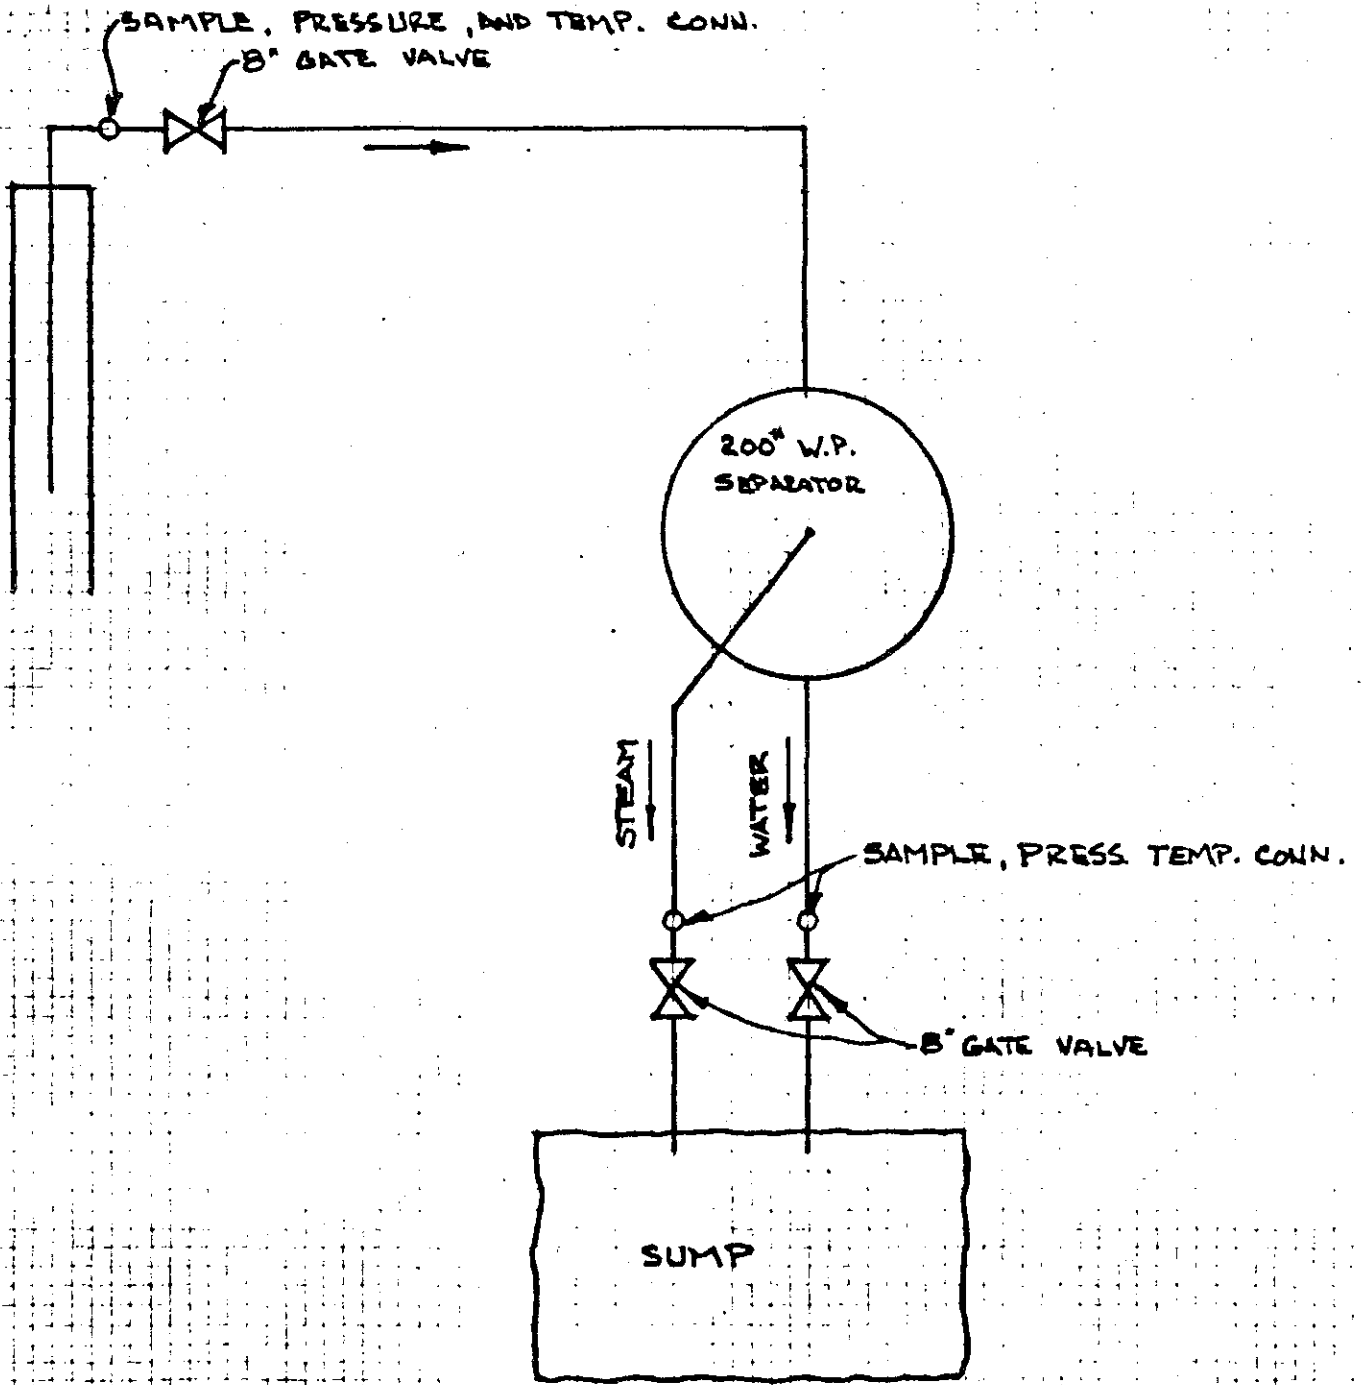 SAMPLE, PRESSURE, AND TEMP. CONN.
8" GATE VALVE
200# W.P.
SEPARATOR
STEAM
WATER
SAMPLE, PRESS TEMP. CONN.
8" GATE VALVE
SUMP